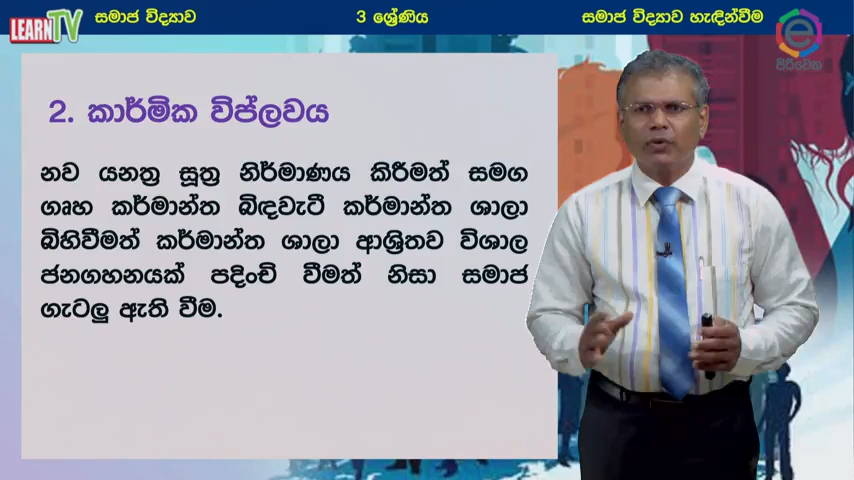 LEARN TV
සමාජ විද්‍යාව
3 ශ්‍රේණිය
සමාජ විද්‍යාව හැඳින්වීම
e
පිරිවෙන
2. කාර්මික විප්ලවය
නව යනත්‍ර සූත්‍ර නිර්මාණය කිරීමත් සමග
ගෘහ කර්මාන්ත බිඳවැටී කර්මාන්ත ශාලා
බිහිවීමත් කර්මාන්ත ශාලා ආශ්‍රිතව විශාල
ජනගහනයක් පදිංචි වීමත් නිසා සමාජ
ගැටලු ඇති වීම.